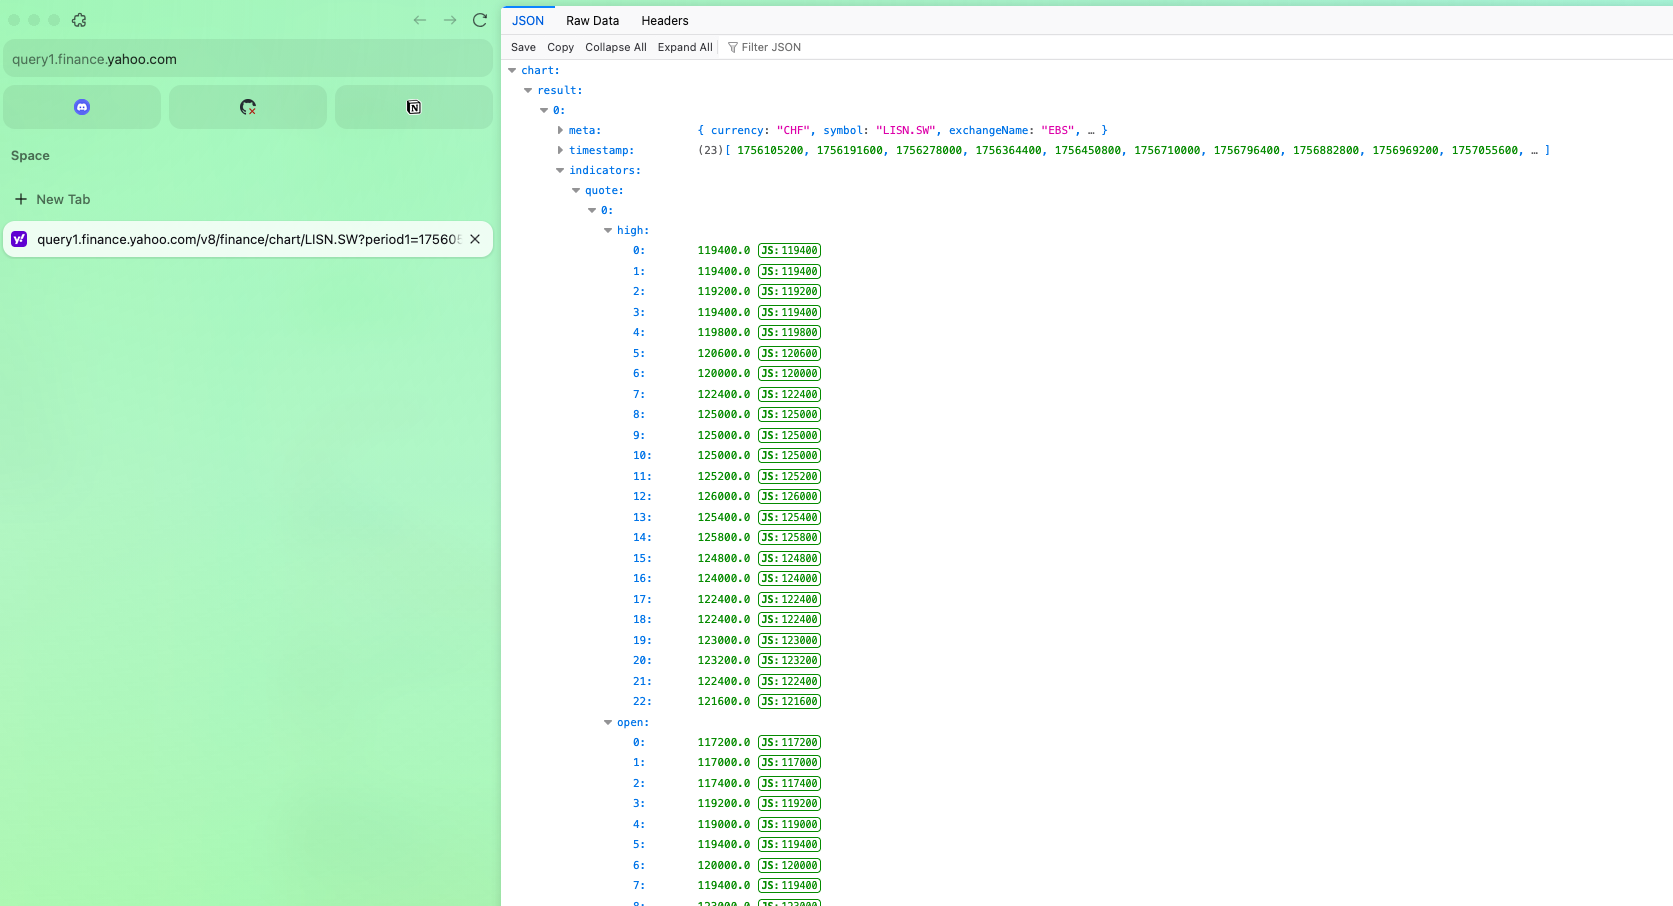 query1.finance.yahoo.com
Space
New Tab
query1.finance.yahoo.com/v8/finance/chart/LISN.SW?period1=175605
JSON Raw Data Headers
Save Copy Collapse All Expand All Filter JSON
chart:
result:
0:
meta: { currency: "CHF", symbol: "LISN.SW", exchangeName: "EBS", … }
timestamp: (23)[ 1756105200, 1756191600, 1756278000, 1756364400, 1756450800, 1756710000, 1756796400, 1756882800, 1756969200, 1757055600, … ]
indicators:
quote:
0:
high:
0: 119400.0 JS:119400
1: 119400.0 JS:119400
2: 119200.0 JS:119200
3: 119400.0 JS:119400
4: 119800.0 JS:119800
5: 120600.0 JS:120600
6: 120000.0 JS:120000
7: 122400.0 JS:122400
8: 125000.0 JS:125000
9: 125000.0 JS:125000
10: 125000.0 JS:125000
11: 125200.0 JS:125200
12: 126000.0 JS:126000
13: 125400.0 JS:125400
14: 125800.0 JS:125800
15: 124800.0 JS:124800
16: 124000.0 JS:124000
17: 122400.0 JS:122400
18: 122400.0 JS:122400
19: 123000.0 JS:123000
20: 123200.0 JS:123200
21: 122400.0 JS:122400
22: 121600.0 JS:121600
open:
0: 117200.0 JS:117200
1: 117000.0 JS:117000
2: 117400.0 JS:117400
3: 119200.0 JS:119200
4: 119000.0 JS:119000
5: 119400.0 JS:119400
6: 120000.0 JS:120000
7: 119400.0 JS:119400
8: 123000.0 JS:123000